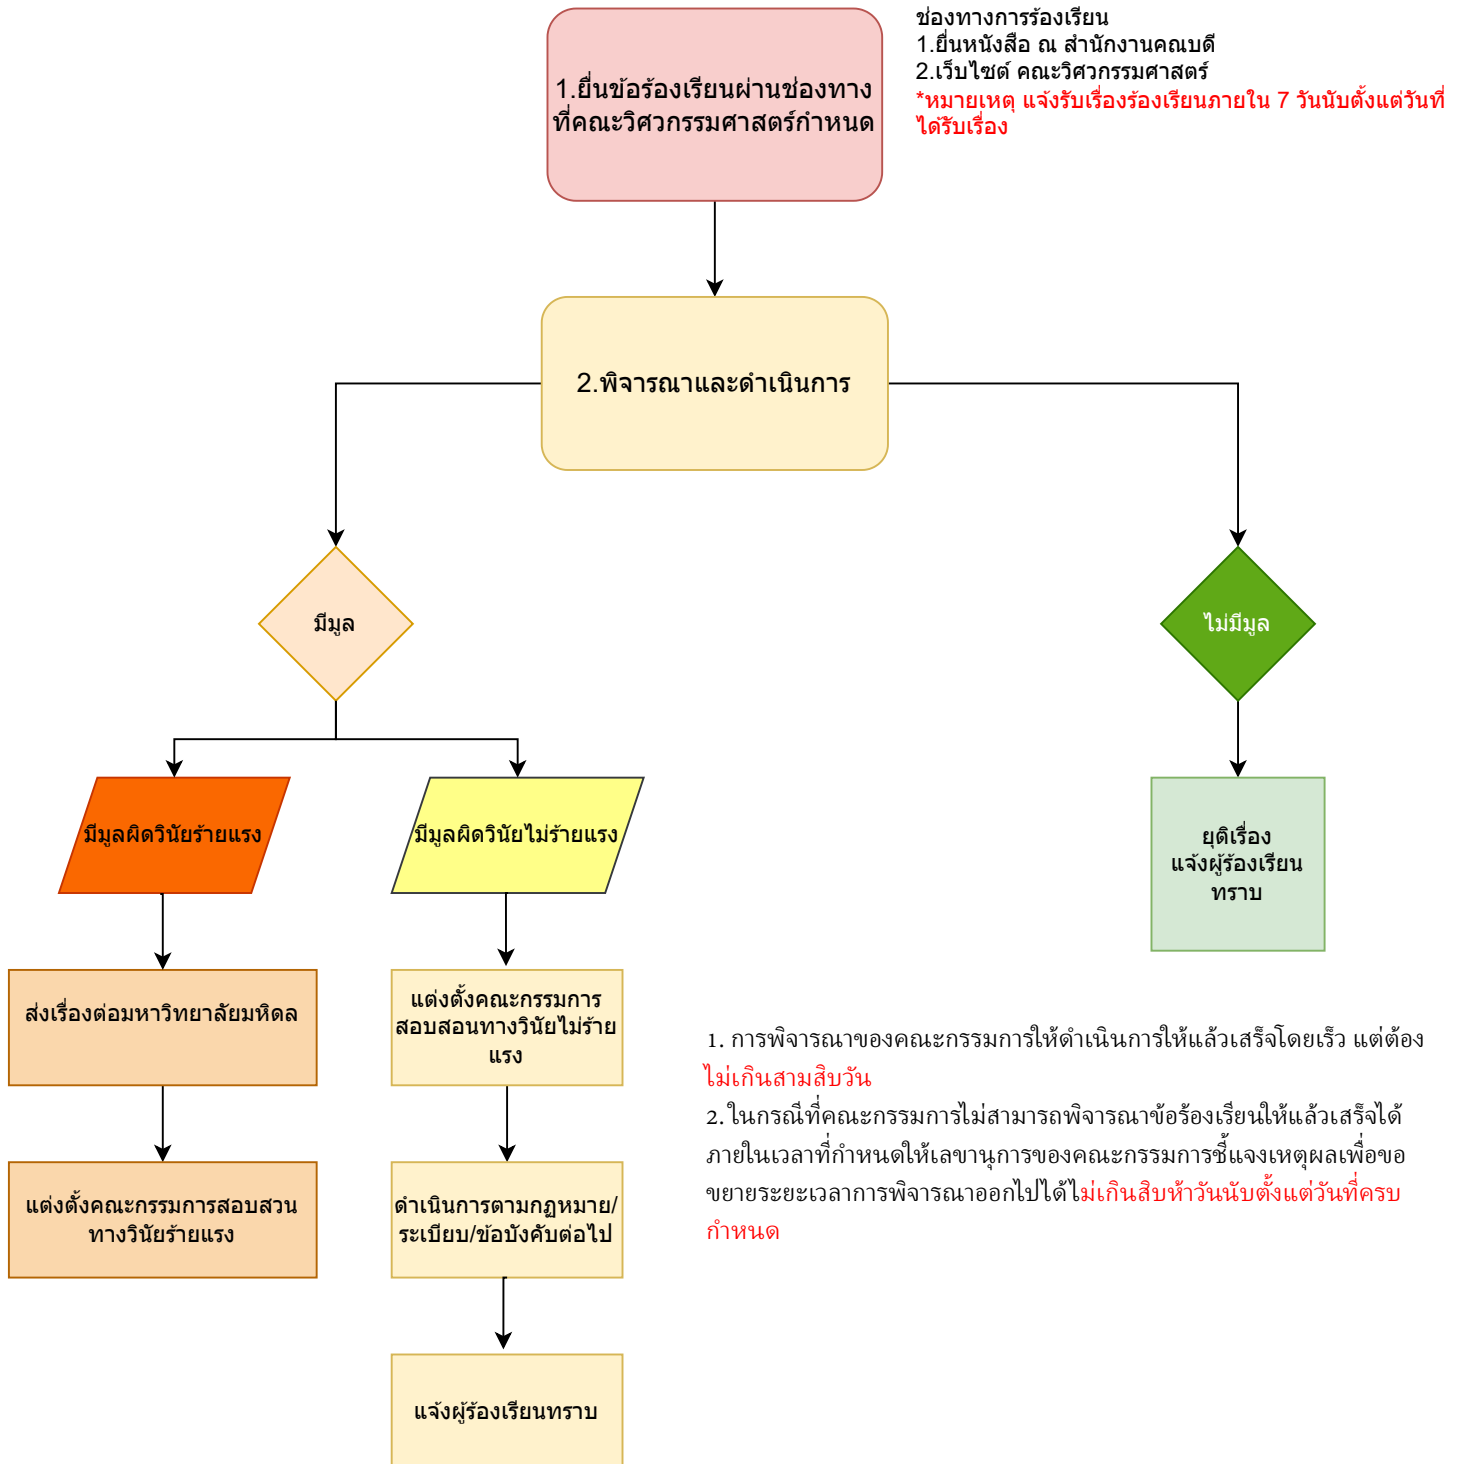 1.ยื่นข้อร้องเรียนผ่านช่องทาง
ที่คณะวิศวกรรมศาสตร์กำหนด
ช่องทางการร้องเรียน
1.ยื่นหนังสือ ณ สำนักงานคณบดี
2.เว็บไซต์ คณะวิศวกรรมศาสตร์
*หมายเหตุ แจ้งรับเรื่องร้องเรียนภายใน 7 วันนับตั้งแต่วันที่
ได้รับเรื่อง
2.พิจารณาและดำเนินการ
มีมูล
ไม่มีมูล
มีมูลผิดวินัยร้ายแรง
มีมูลผิดวินัยไม่ร้ายแรง
ยุติเรื่อง
แจ้งผู้ร้องเรียน
ทราบ
ส่งเรื่องต่อมหาวิทยาลัยมหิดล
แต่งตั้งคณะกรรมการ
สอบสอนทางวินัยไม่ร้าย
แรง
แต่งตั้งคณะกรรมการสอบสวน
ทางวินัยร้ายแรง
ดำเนินการตามกฏหมาย/
ระเบียบ/ข้อบังคับต่อไป
แจ้งผู้ร้องเรียนทราบ
1. การพิจารณาของคณะกรรมการให้ดำเนินการให้แล้วเสร็จโดยเร็ว แต่ต้อง
ไม่เกินสามสิบวัน
2. ในกรณีที่คณะกรรมการไม่สามารถพิจารณาข้อร้องเรียนให้แล้วเสร็จได้
ภายในเวลาที่กำหนดให้เลขานุการของคณะกรรมการชี้แจงเหตุผลเพื่อขอ
ขยายระยะเวลาการพิจารณาออกไปได้ไม่เกินสิบห้าวันนับตั้งแต่วันที่ครบ
กำหนด